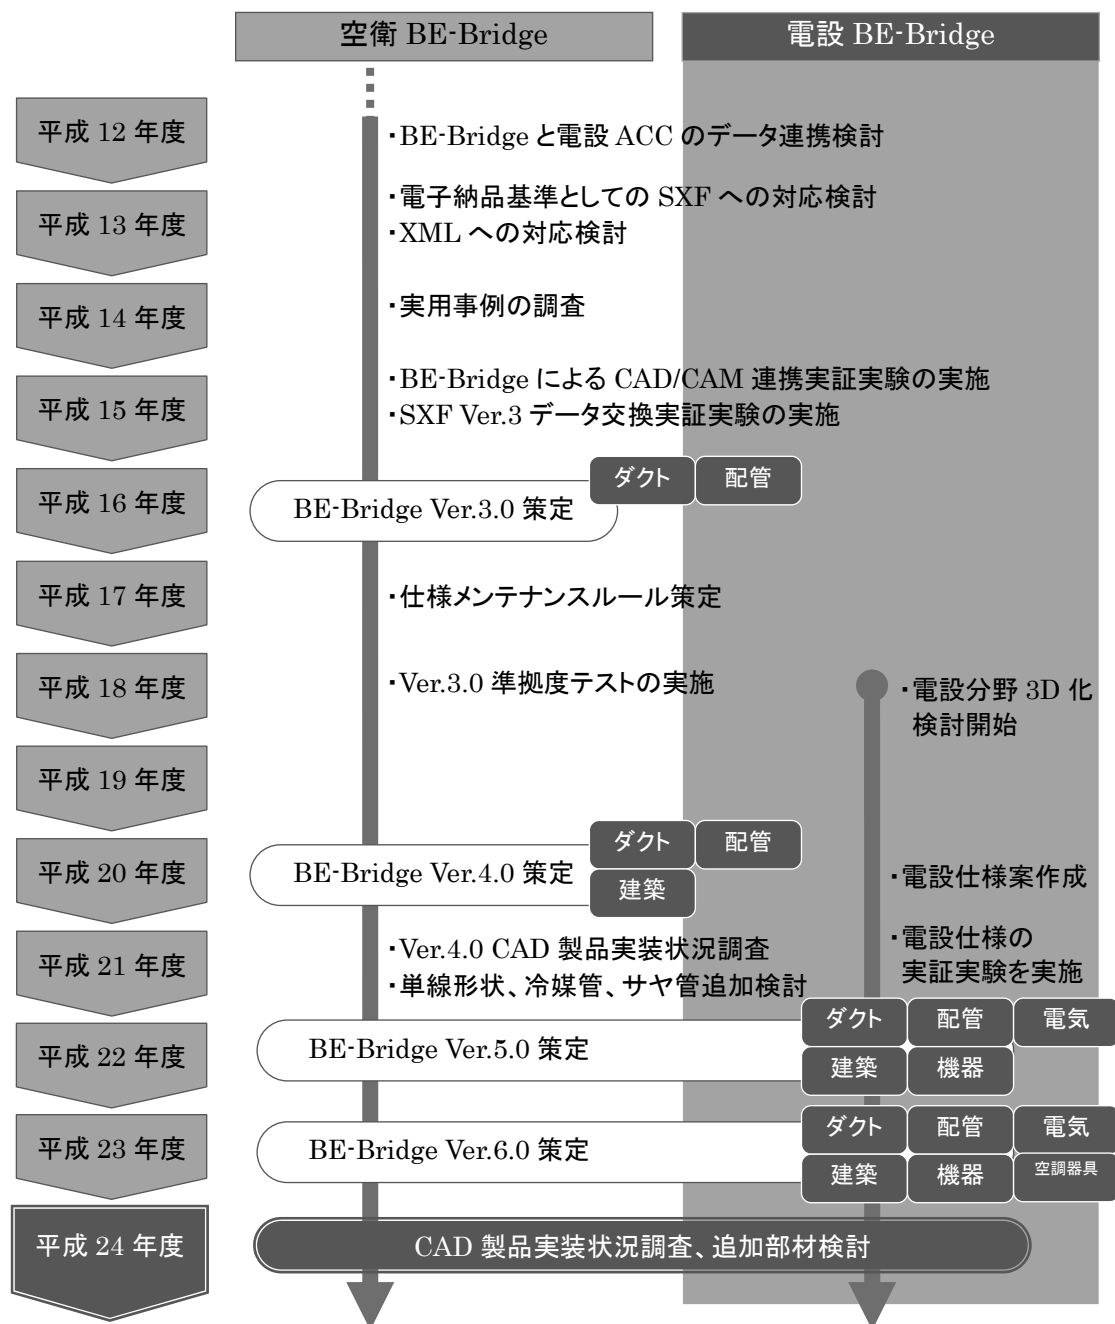 空衛 BE-Bridge
電設 BE-Bridge
平成 12 年度
・BE-Bridge と電設 ACC のデータ連携検討
平成 13 年度
・電子納品基準としての SXF への対応検討
・XML への対応検討
平成 14 年度
・実用事例の調査
平成 15 年度
・BE-Bridge による CAD/CAM 連携実証実験の実施
・SXF Ver.3 データ交換実証実験の実施
平成 16 年度
BE-Bridge Ver.3.0 策定
ダクト
配管
平成 17 年度
・仕様メンテナンスルール策定
平成 18 年度
・Ver.3.0 準拠度テストの実施
・電設分野 3D 化
検討開始
平成 19 年度
平成 20 年度
BE-Bridge Ver.4.0 策定
ダクト
配管
建築
・電設仕様案作成
平成 21 年度
・Ver.4.0 CAD 製品実装状況調査
・単線形状、冷媒管、サヤ管追加検討
・電設仕様の
実証実験を実施
平成 22 年度
BE-Bridge Ver.5.0 策定
ダクト
配管
電気
建築
機器
平成 23 年度
BE-Bridge Ver.6.0 策定
ダクト
配管
電気
建築
機器
空調器具
平成 24 年度
CAD 製品実装状況調査、追加部材検討